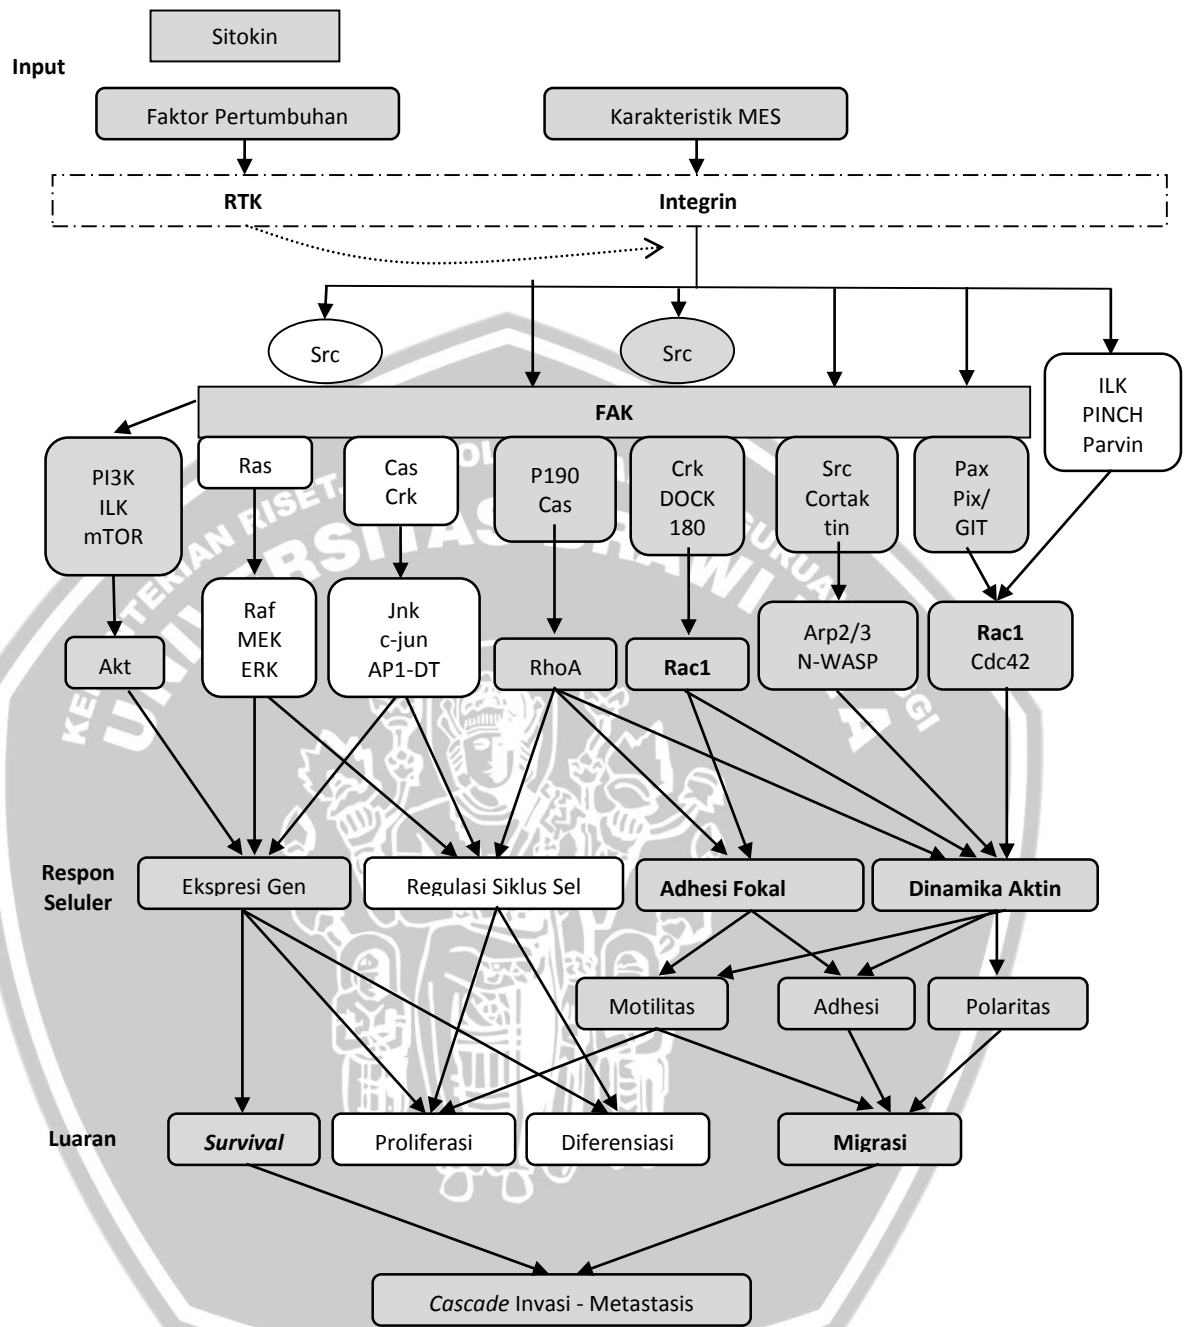 Sitokin
Input
Faktor Pertumbuhan
Karakteristik MES
RTK
Integrin
Src
Src
FAK
ILK
PINCH
Parvin
PI3K
ILK
mTOR
Ras
Cas
Crk
P190
Cas
Crk
DOCK
180
Src
Cortak
tin
Pax
Pix/
GIT
Akt
Raf
MEK
ERK
Jnk
c-jun
AP1-DT
RhoA
Rac1
Arp2/3
N-WASP
Rac1
Cdc42
Respon
Seluler
Ekspresi Gen
Regulasi Siklus Sel
Adhesi Fokal
Dinamika Aktin
Motilitas
Adhesi
Polaritas
Luaran
Survival
Proliferasi
Diferensiasi
Migrasi
Cascade Invasi - Metastasis